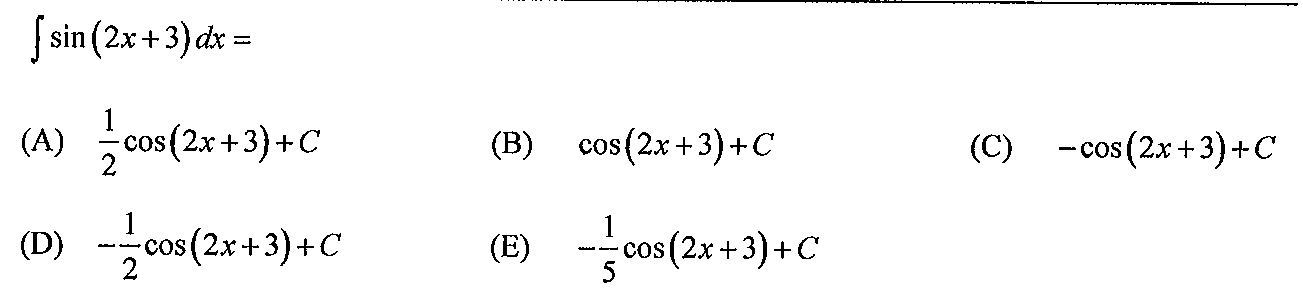 ∫ sin(2x+3) dx =
(A) 1/2 cos(2x+3)+C (B) cos(2x+3)+C (C) −cos(2x+3)+C
(D) −1/2 cos(2x+3)+C (E) −1/5 cos(2x+3)+C